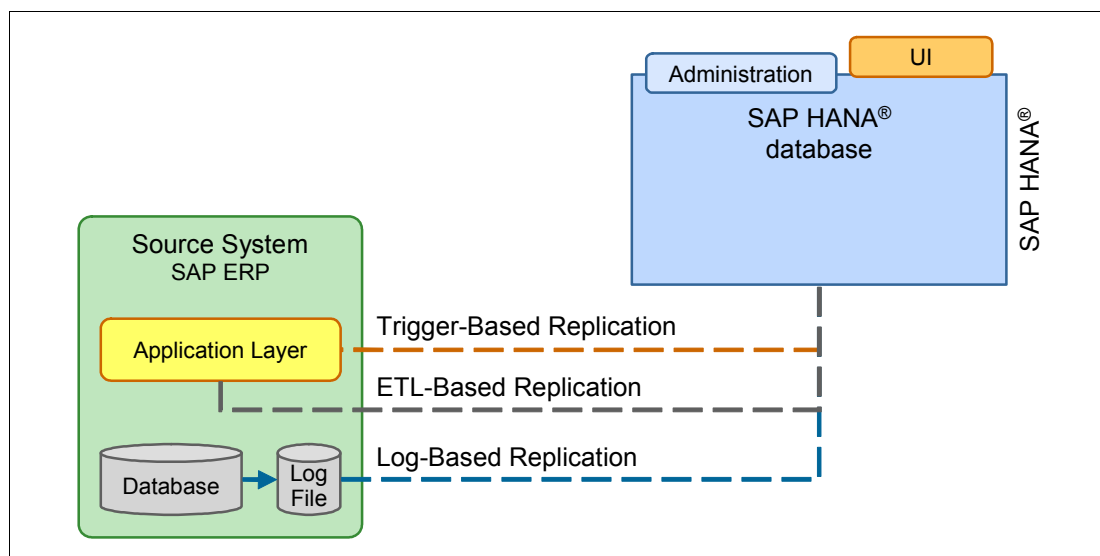 UI
Administration
SAP HANA®
database
SAP HANA®
Source System
SAP ERP
Application Layer
Trigger-Based Replication
ETL-Based Replication
Log-Based Replication
Database
Log
File